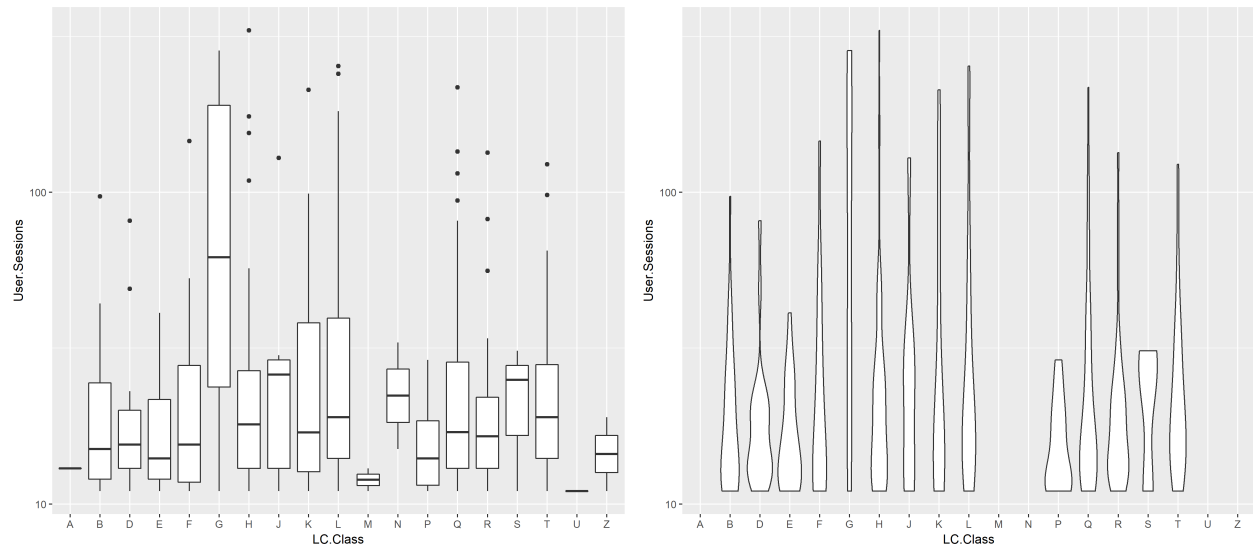 User.Sessions
100
10
A B D E F G H J K L M N P Q R S T U Z
LC.Class
User.Sessions
100
10
A B D E F G H J K L M N P Q R S T U Z
LC.Class